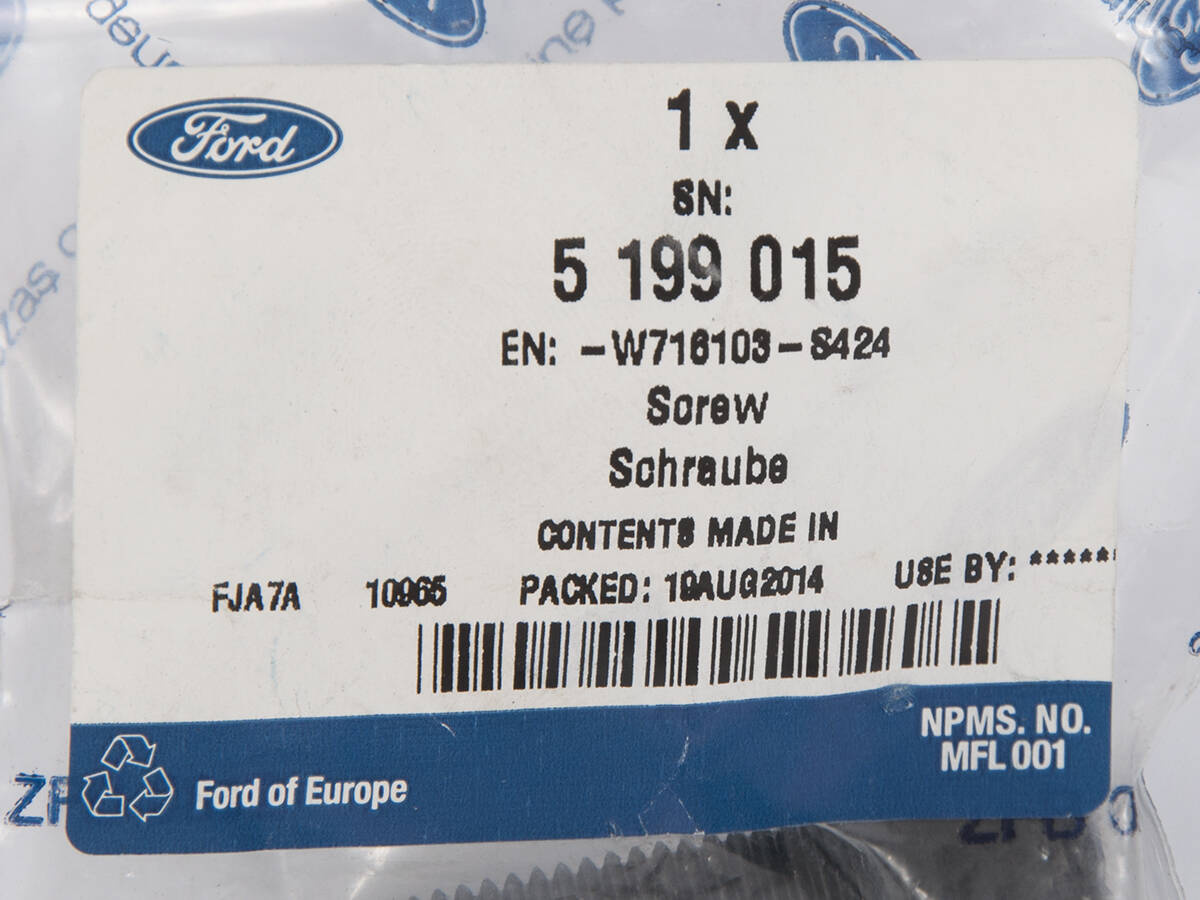 Ford
1 x
SN:
5 199 015
EN: -W716103-S424
Screw
Schraube
CONTENTS MADE IN
FJA7A 10965 PACKED: 19AUG2014 USE BY: ******
NPMS. NO.
MFL 001
Ford of Europe